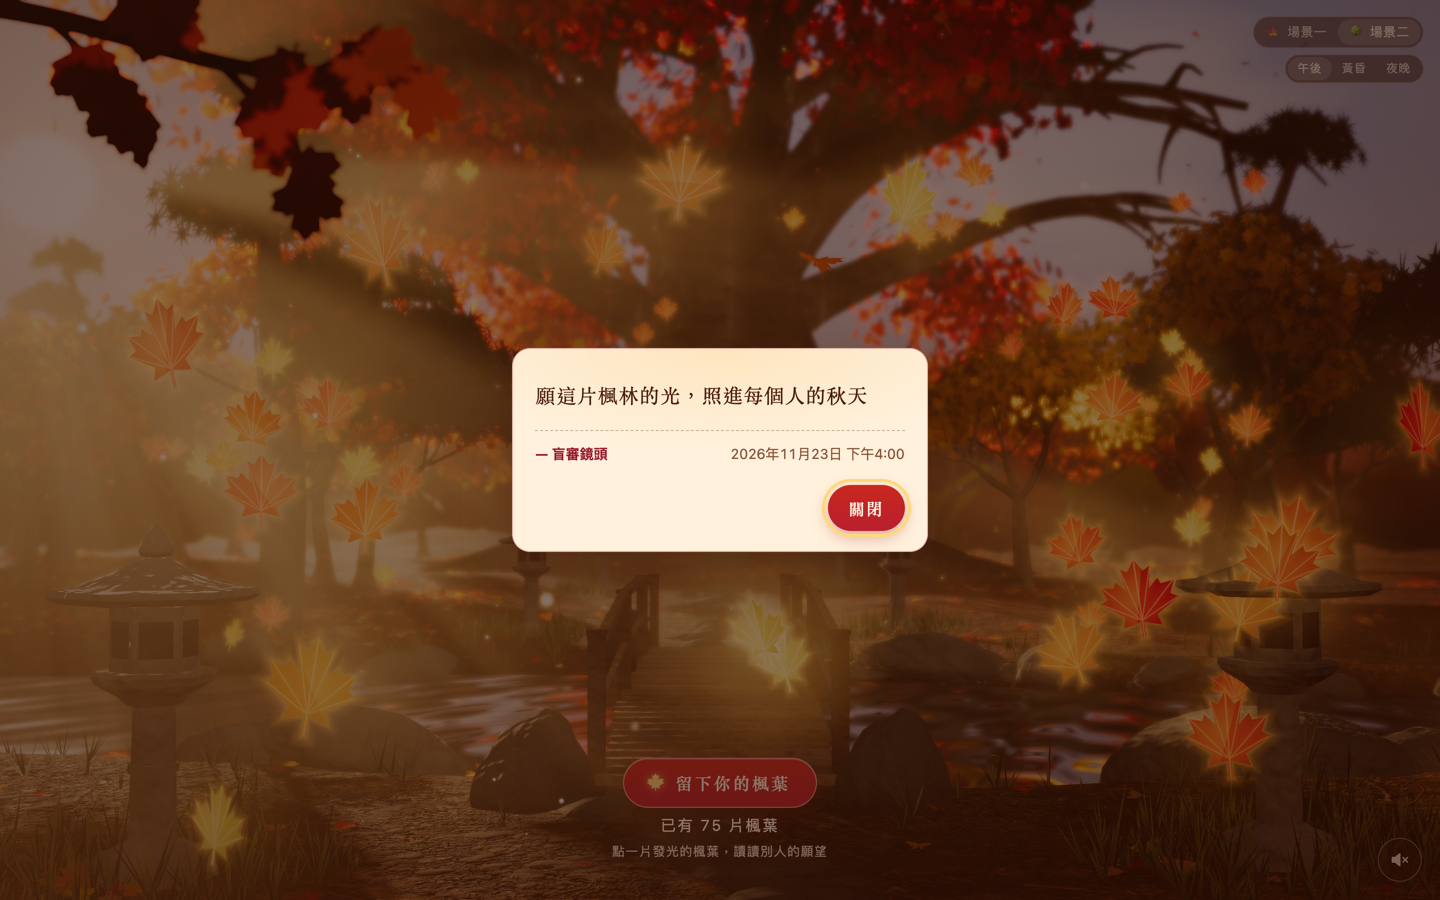 場景一
場景二
午後
黃昏
夜晚
願這片楓林的光，照進每個人的秋天
— 盲審鏡頭
2026年11月23日 下午4:00
關閉
留下你的楓葉
已有 75 片楓葉
點一片發光的楓葉，讀讀別人的願望